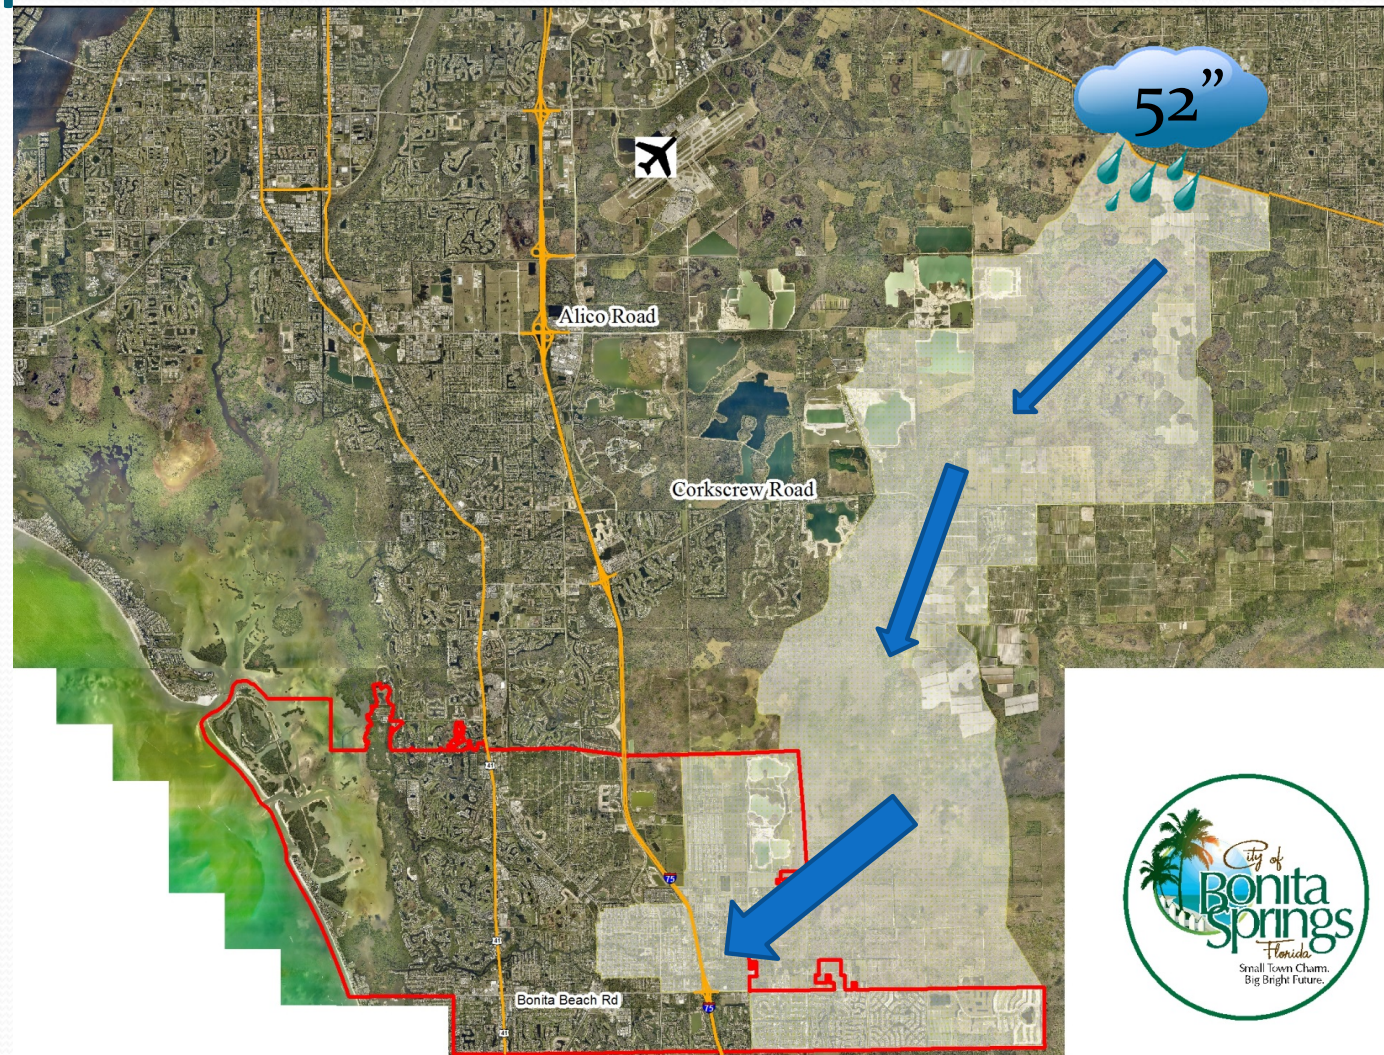 52”
Alico Road
Corkscrew Road
41
75
41
Bonita Beach Rd
75
41
City of
Bonita
Springs
Florida
Small Town Charm.
Big Bright Future.